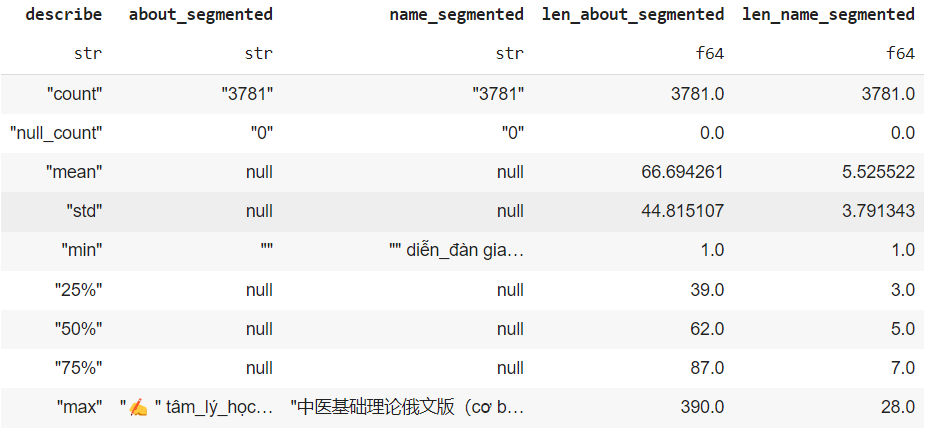 describe about_segmented name_segmented len_about_segmented len_name_segmented
str str str f64 f64
"count" "3781" "3781" 3781.0 3781.0
"null_count" "0" "0" 0.0 0.0
"mean" null null 66.694261 5.525522
"std" null null 44.815107 3.791343
"min" "" "" diễn_đàn gia… 1.0 1.0
"25%" null null 39.0 3.0
"50%" null null 62.0 5.0
"75%" null null 87.0 7.0
"max" "✍️ " tâm_lý_học… "中医基础理论俄文版（cơ b… 390.0 28.0